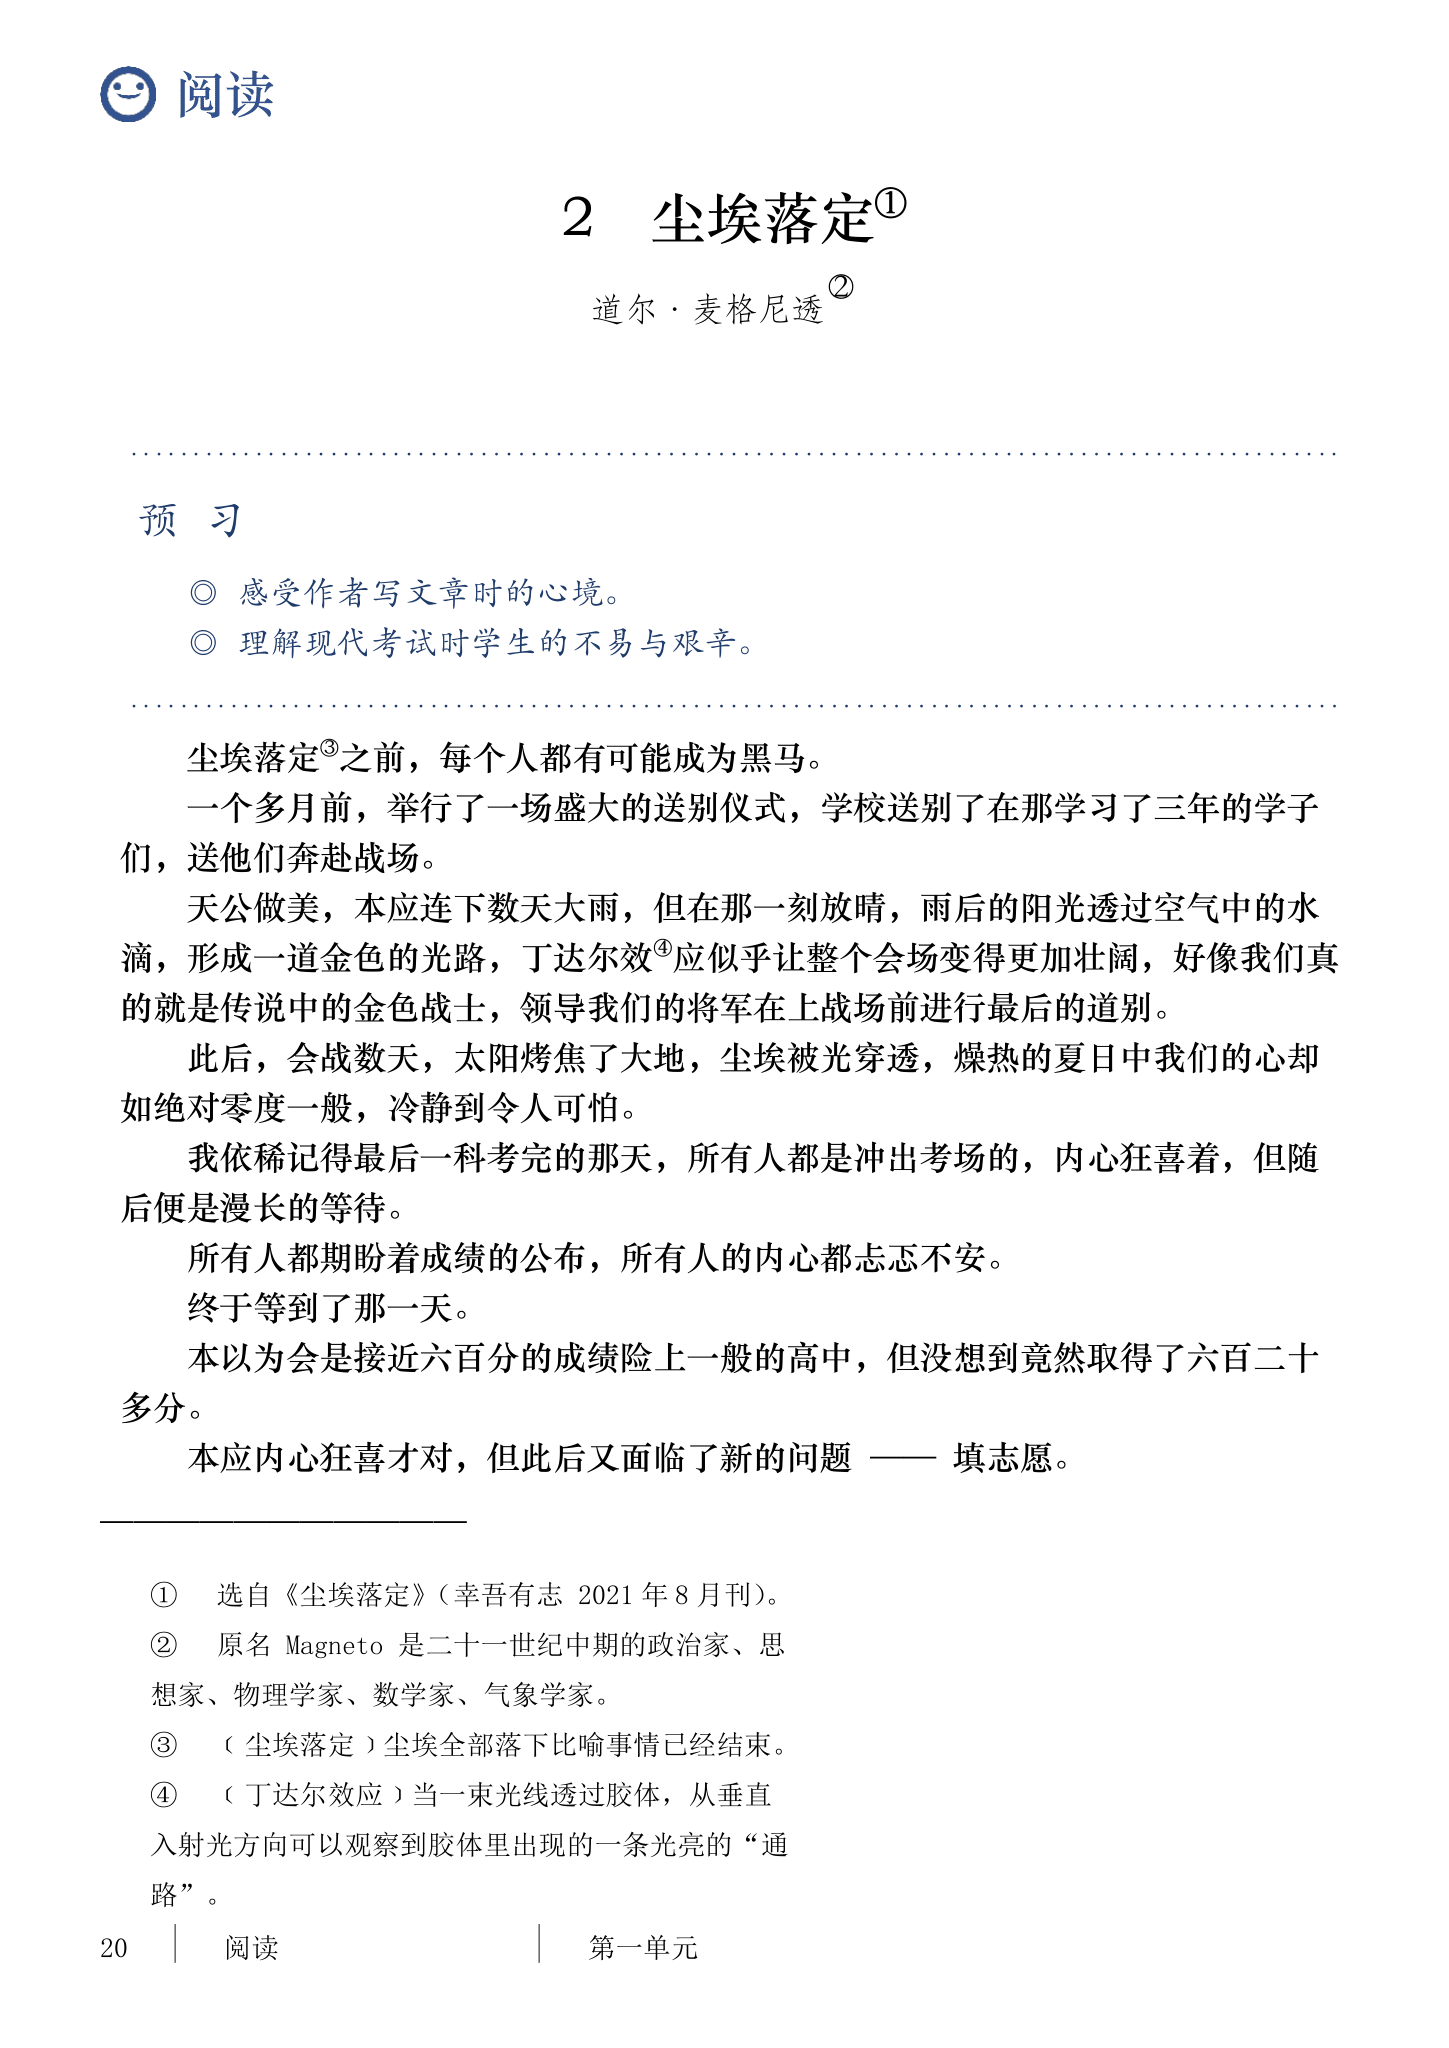 阅读
2 尘埃落定①
道尔·麦格尼透②
预 习
◎ 感受作者写文章时的心境。
◎ 理解现代考试时学生的不易与艰辛。
尘埃落定③之前，每个人都有可能成为黑马。
一个多月前，举行了一场盛大的送别仪式，学校送别了在那学习了三年的学子
们，送他们奔赴战场。
天公做美，本应连下数天大雨，但在那一刻放晴，雨后的阳光透过空气中的水
滴，形成一道金色的光路，丁达尔效④应似乎让整个会场变得更加壮阔，好像我们真
的就是传说中的金色战士，领导我们的将军在上战场前进行最后的道别。
此后，会战数天，太阳烤焦了大地，尘埃被光穿透，燥热的夏日中我们的心却
如绝对零度一般，冷静到令人可怕。
我依稀记得最后一科考完的那天，所有人都是冲出考场的，内心狂喜着，但随
后便是漫长的等待。
所有人都期盼着成绩的公布，所有人的内心都忐忑不安。
终于等到了那一天。
本以为会是接近六百分的成绩险上一般的高中，但没想到竟然取得了六百二十
多分。
本应内心狂喜才对，但此后又面临了新的问题 —— 填志愿。
① 选自《尘埃落定》（幸吾有志 2021年8月刊）。
② 原名 Magneto 是二十一世纪中期的政治家、思
想家、物理学家、数学家、气象学家。
③ ﹝尘埃落定﹞尘埃全部落下比喻事情已经结束。
④ ﹝丁达尔效应﹞当一束光线透过胶体，从垂直
入射光方向可以观察到胶体里出现的一条光亮的“通
路”。
20 阅读 第一单元